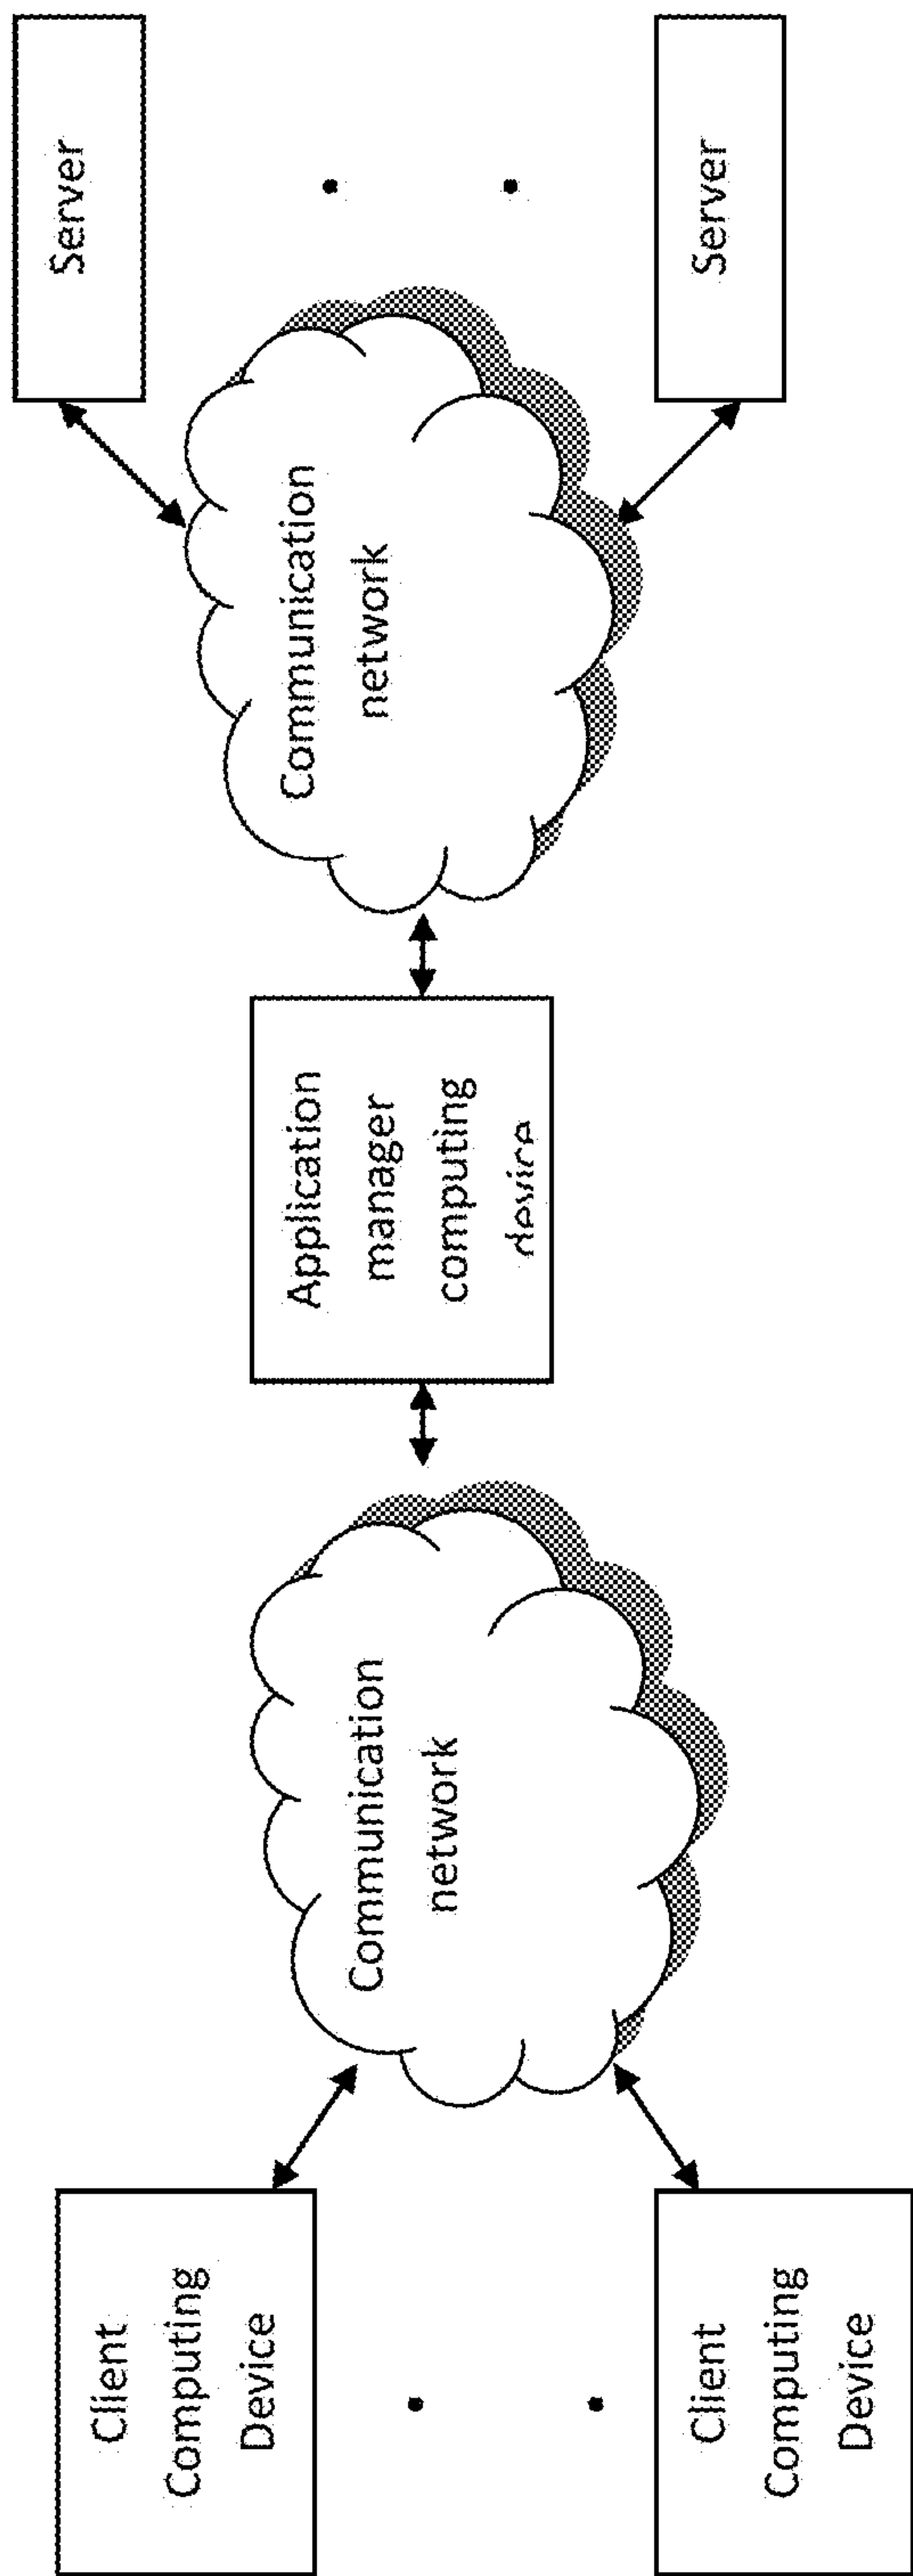 Client
Computing
Device
Client
Computing
Device
Communication
network
Application
manager
computing
device
Communication
network
Server
Server